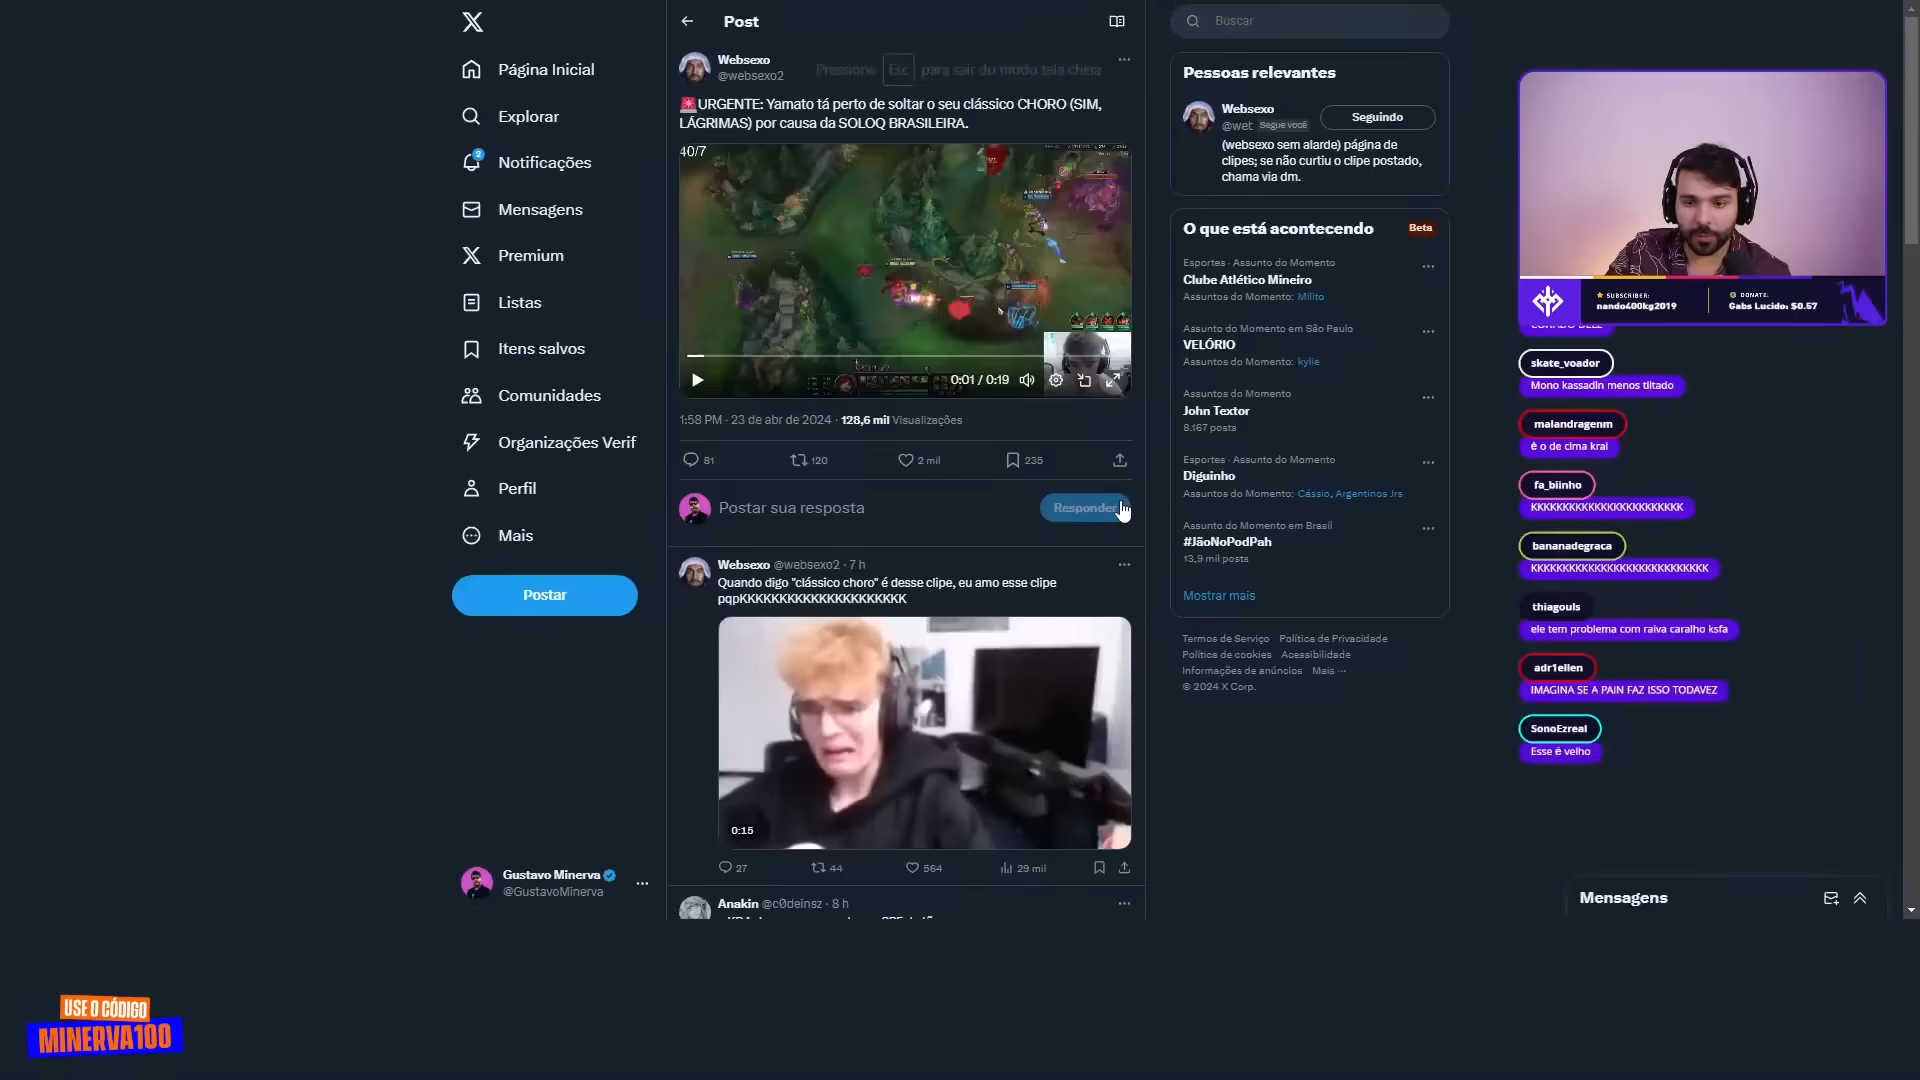 Página Inicial
Explorar
2
Notificações
Mensagens
Premium
Listas
Itens salvos
Comunidades
Organizações Verif
Perfil
Mais
Postar
Gustavo Minerva
@GustavoMinerva
USE O CÓDIGO
MINERVA100
Post
Websexo
@websexo2
Pressione Esc para sair do modo tela cheia
URGENTE: Yamato tá perto de soltar o seu clássico CHORO (SIM,
LÁGRIMAS) por causa da SOLOQ BRASILEIRA.
40/7
0:01 / 0:19
1:58 PM · 23 de abr de 2024 · 128,6 mil Visualizações
81 120 2 mil 235
Postar sua resposta
Responder
Websexo @websexo2 · 7 h
Quando digo "clássico choro" é desse clipe, eu amo esse clipe
pqpKKKKKKKKKKKKKKKKKKKKK
0:15
27 44 564 29 mil
Anakin @c0deinsz · 8 h
Buscar
Pessoas relevantes
Websexo
@wet Segue você
Seguindo
(websexo sem alarde) página de
clipes; se não curtiu o clipe postado,
chama via dm.
O que está acontecendo
Beta
Esportes · Assunto do Momento
Clube Atlético Mineiro
Assuntos do Momento: Milito
Assunto do Momento em São Paulo
VELÓRIO
Assuntos do Momento: kylie
Assuntos do Momento
John Textor
8.167 posts
Esportes · Assunto do Momento
Diguinho
Assuntos do Momento: Cássio, Argentinos Jrs
Assunto do Momento em Brasil
#JãoNoPodPah
13,9 mil posts
Mostrar mais
Termos de Serviço Política de Privacidade
Política de cookies Acessibilidade
Informações de anúncios Mais ···
© 2024 X Corp.
SUBSCRIBER:
nando400kg2019
DONATE:
Gabs Lucido: $0.57
skate_voador
Mono kassadin menos tiltado
malandragenm
é o de cima kral
fa_biinho
KKKKKKKKKKKKKKKKKKKKKKKK
bananadegraca
KKKKKKKKKKKKKKKKKKKKKKKKKKKK
thiagouls
ele tem problema com raiva caralho ksfa
adr1ellen
IMAGINA SE A PAIN FAZ ISSO TODAVEZ
SonoEzreal
Esse é velho
Mensagens